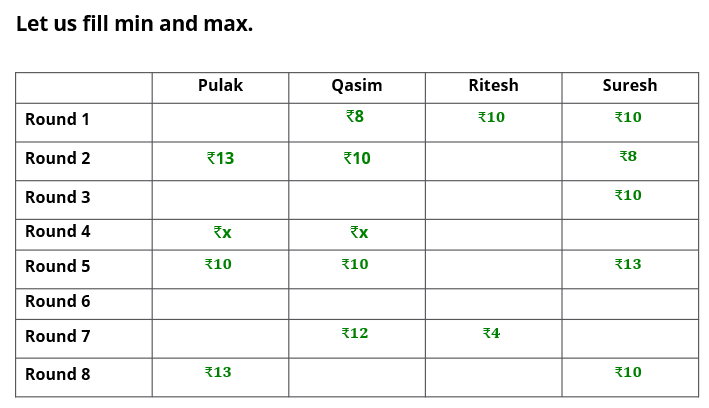 Let us fill min and max.
Pulak Qasim Ritesh Suresh
Round 1 ₹8 ₹10 ₹10
Round 2 ₹13 ₹10 ₹8
Round 3 ₹10
Round 4 ₹x ₹x
Round 5 ₹10 ₹10 ₹13
Round 6
Round 7 ₹12 ₹4
Round 8 ₹13 ₹10